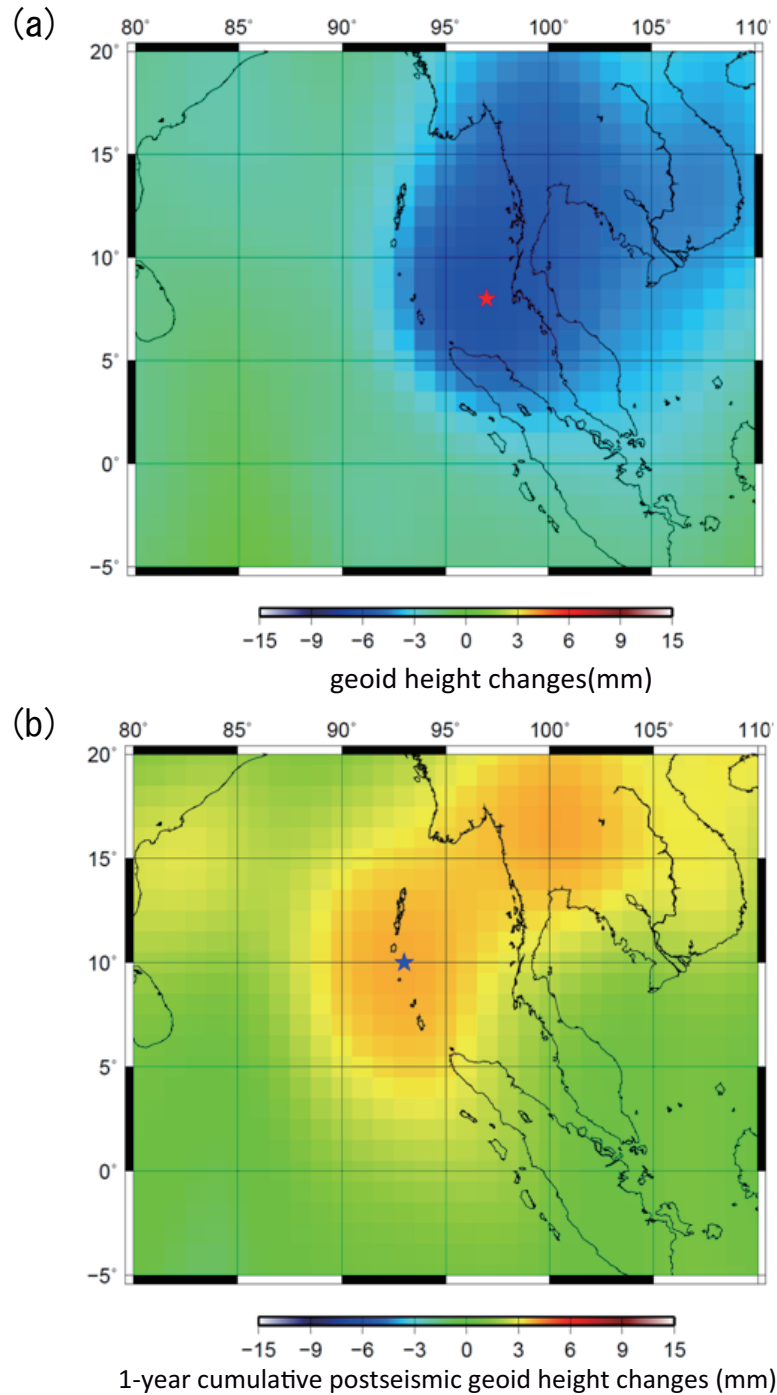 (a)
80° 85° 90° 95° 100° 105° 110°
20°
15°
10°
5°
0°
−5°
−15 −9 −6 −3 0 3 6 9 15
geoid height changes(mm)
(b)
80° 85° 90° 95° 100° 105° 110°
20°
15°
10°
5°
0°
−5°
−15 −9 −6 −3 0 3 6 9 15
1-year cumulative postseismic geoid height changes (mm)